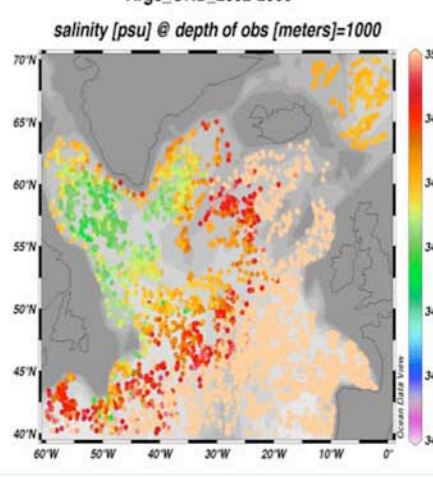 salinity [psu] @ depth of obs [meters]=1000
70°N
65°N
60°N
55°N
50°N
45°N
40°N
60°W
50°W
40°W
30°W
20°W
10°W
0°
Ocean Data View